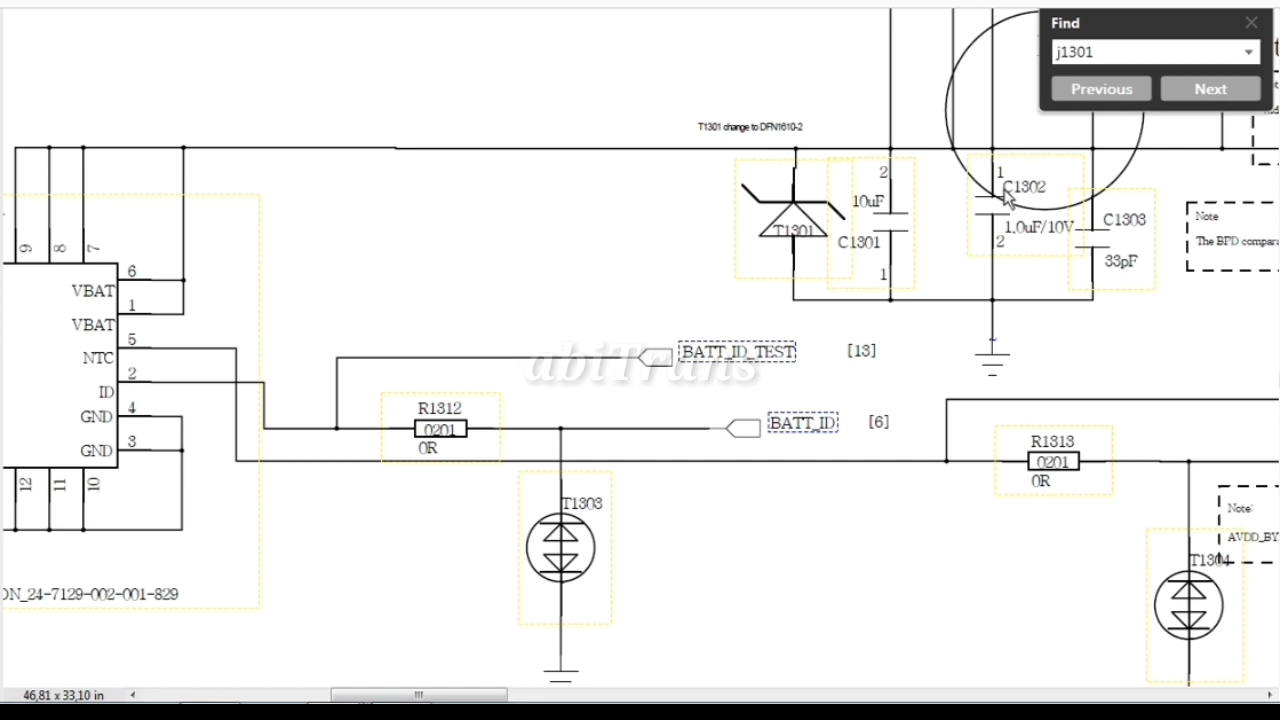 Find
j1301
Previous Next
T1301 change to DFN1610-2
9 8 7
6
VBAT
1
VBAT
5
NTC
2
ID
4
GND
3
GND
12 11 10
T1301
2
10uF
C1301
1
1
C1302
1.0uF/10V
2
C1303
33pF
Note
The BPD compara
BATT_ID_TEST [13]
abiTrans
R1312
0201
0R
BATT_ID [6]
R1313
0201
0R
T1303
Note:
AVDD_BY
T1304
ON_24-7129-002-001-829
46,81 x 33,10 in